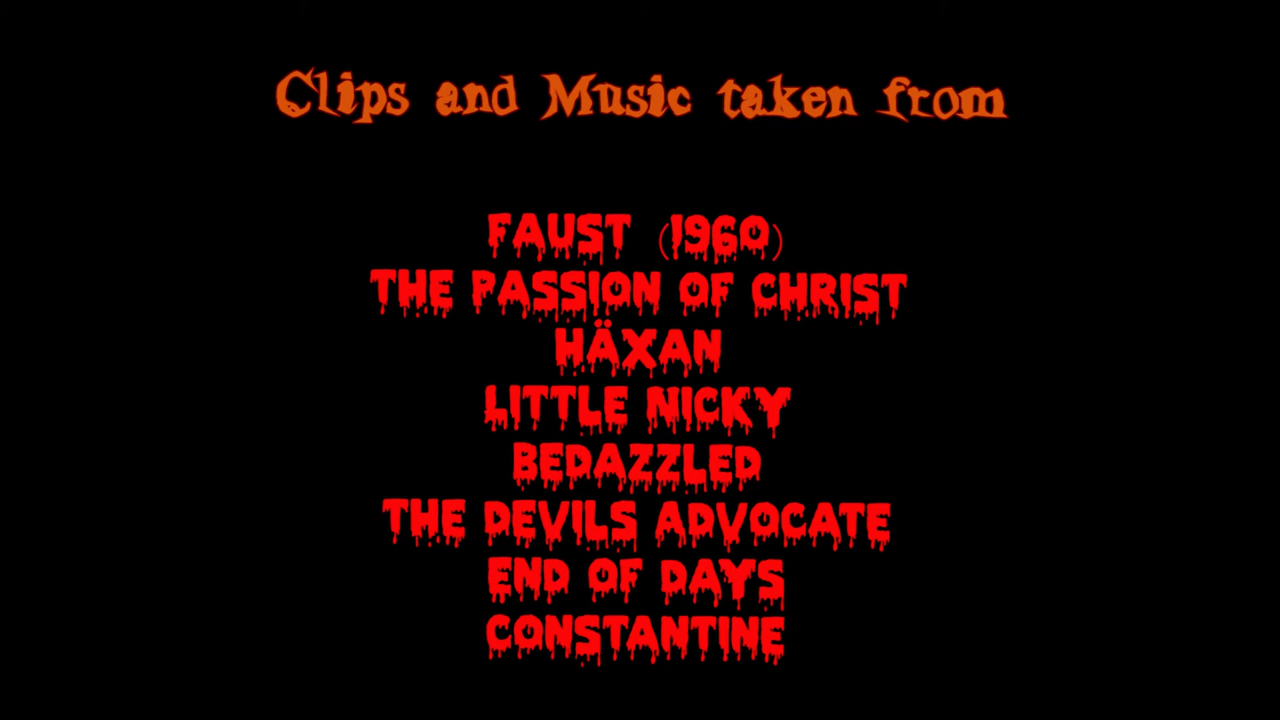 Clips and Music taken from
FAUST (1960)
THE PASSION OF CHRIST
HÄXAN
LITTLE NICKY
BEDAZZLED
THE DEVILS ADVOCATE
END OF DAYS
CONSTANTINE